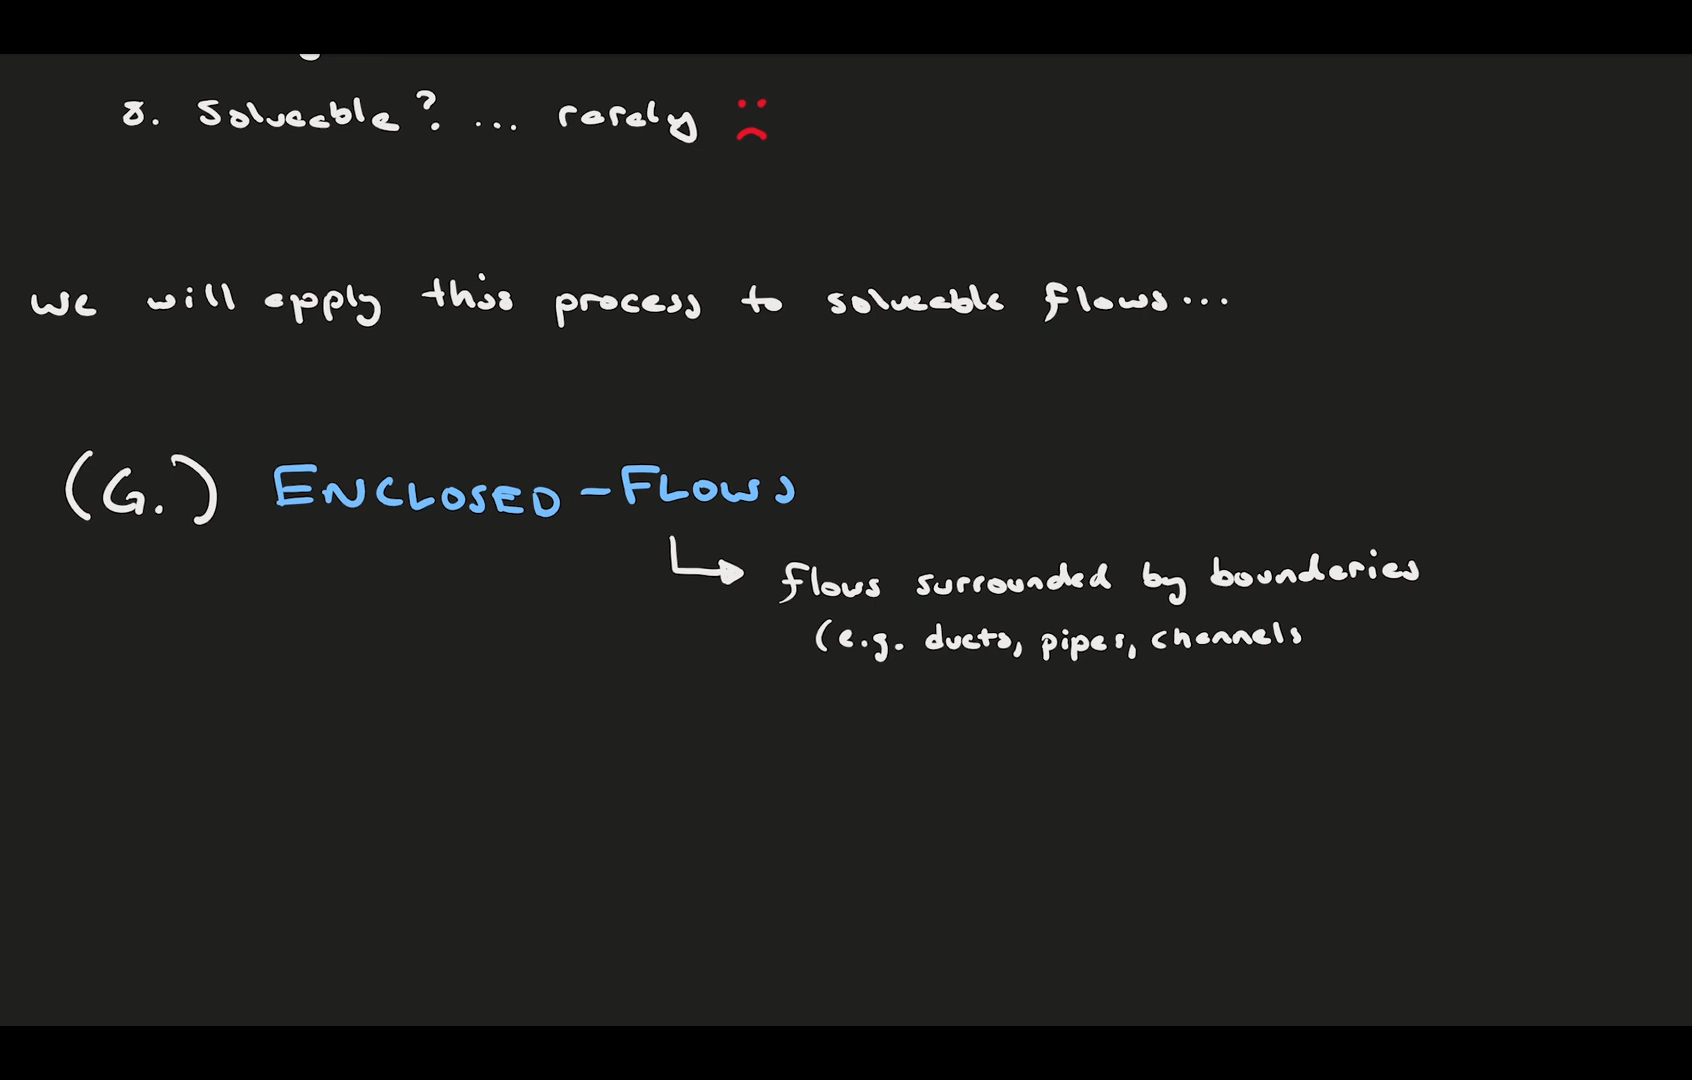 8. Solveable? ... rarely
we will apply this process to solveable flows...
(G.) ENCLOSED-FLOWS
flows surrounded by bounderies
(e.g. ducts, pipes, channels